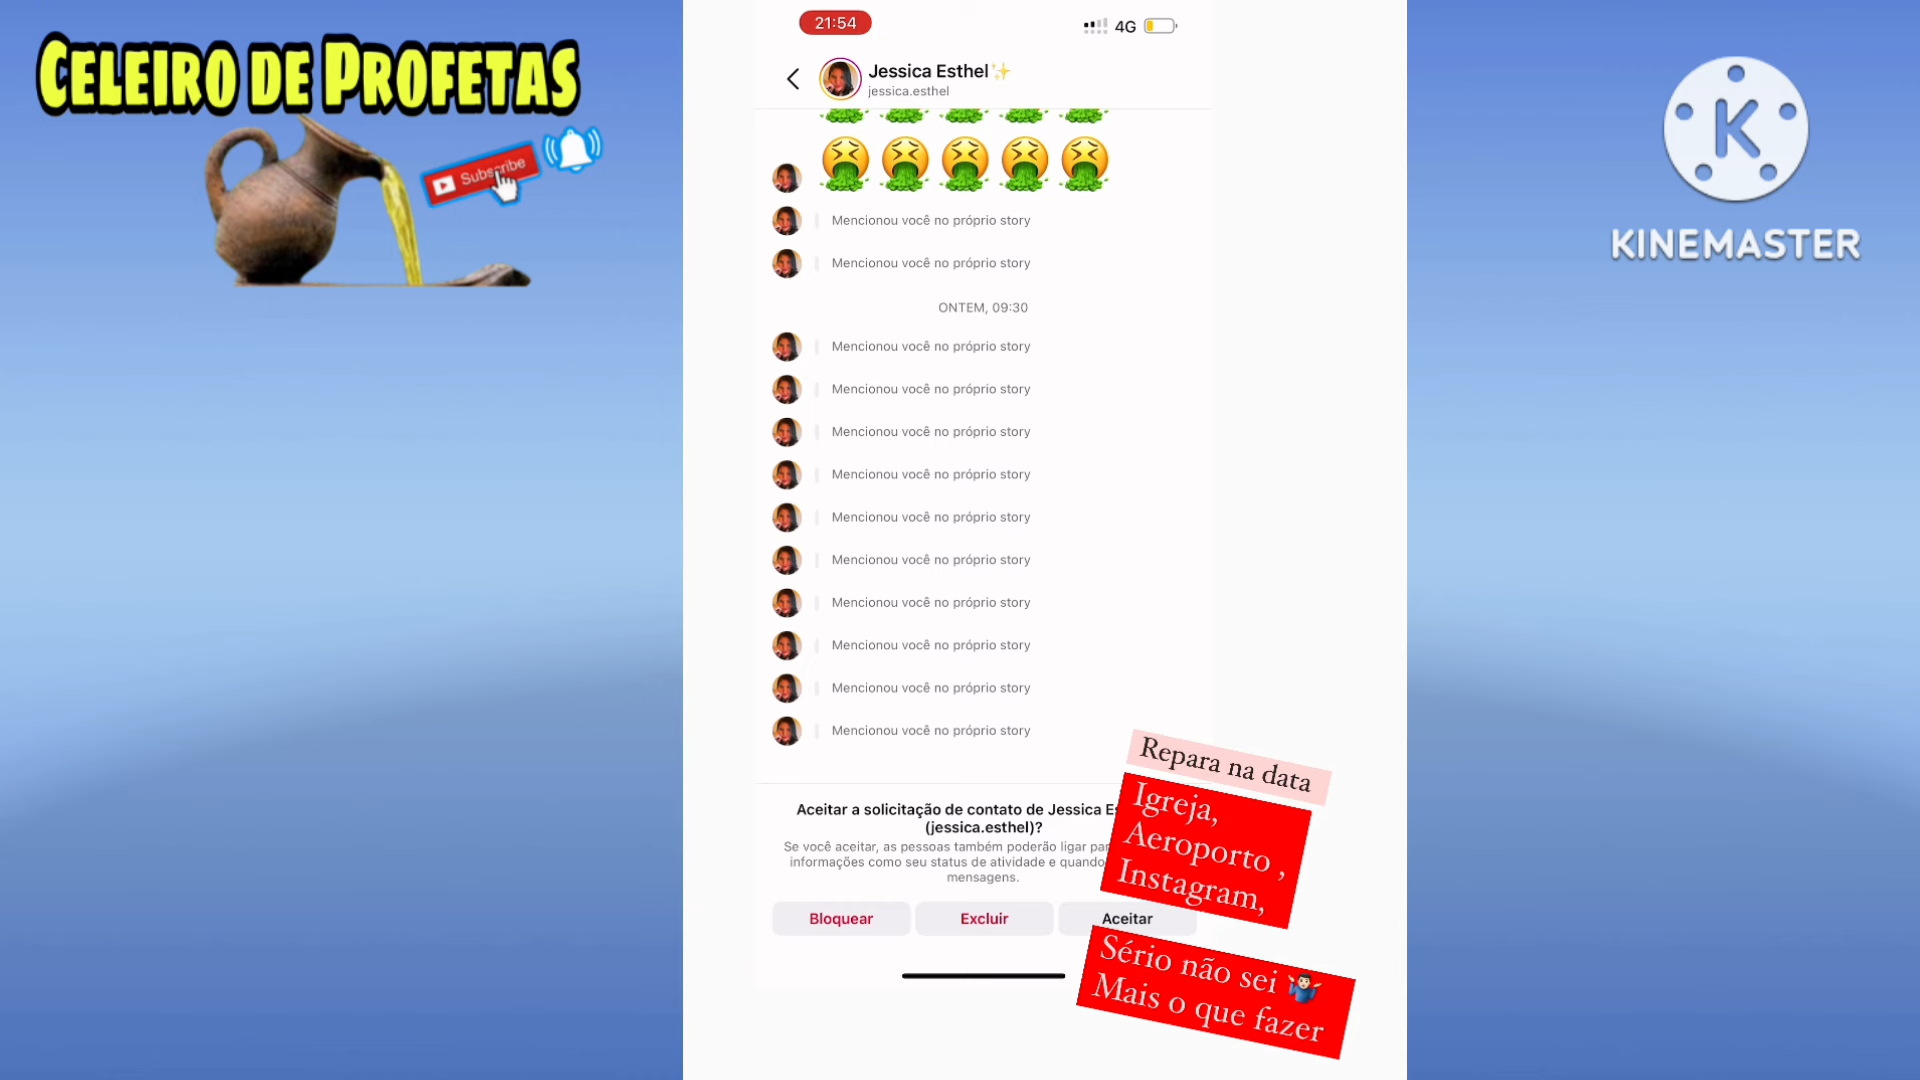 CELEIRO DE PROFETAS
Subscribe
K
KINEMASTER
21:54
4G
Jessica Esthel✨
jessica.esthel
Mencionou você no próprio story
Mencionou você no próprio story
ONTEM, 09:30
Mencionou você no próprio story
Mencionou você no próprio story
Mencionou você no próprio story
Mencionou você no próprio story
Mencionou você no próprio story
Mencionou você no próprio story
Mencionou você no próprio story
Mencionou você no próprio story
Mencionou você no próprio story
Mencionou você no próprio story
Aceitar a solicitação de contato de Jessica
(jessica.esthel)?
Se você aceitar, as pessoas também poderão ligar
informações como seu status de atividade e quando
mensagens.
Bloquear
Excluir
Aceitar
Repara na data
Igreja,
Aeroporto ,
Instagram,
Sério não sei 🤷🏻‍♂️
Mais o que fazer